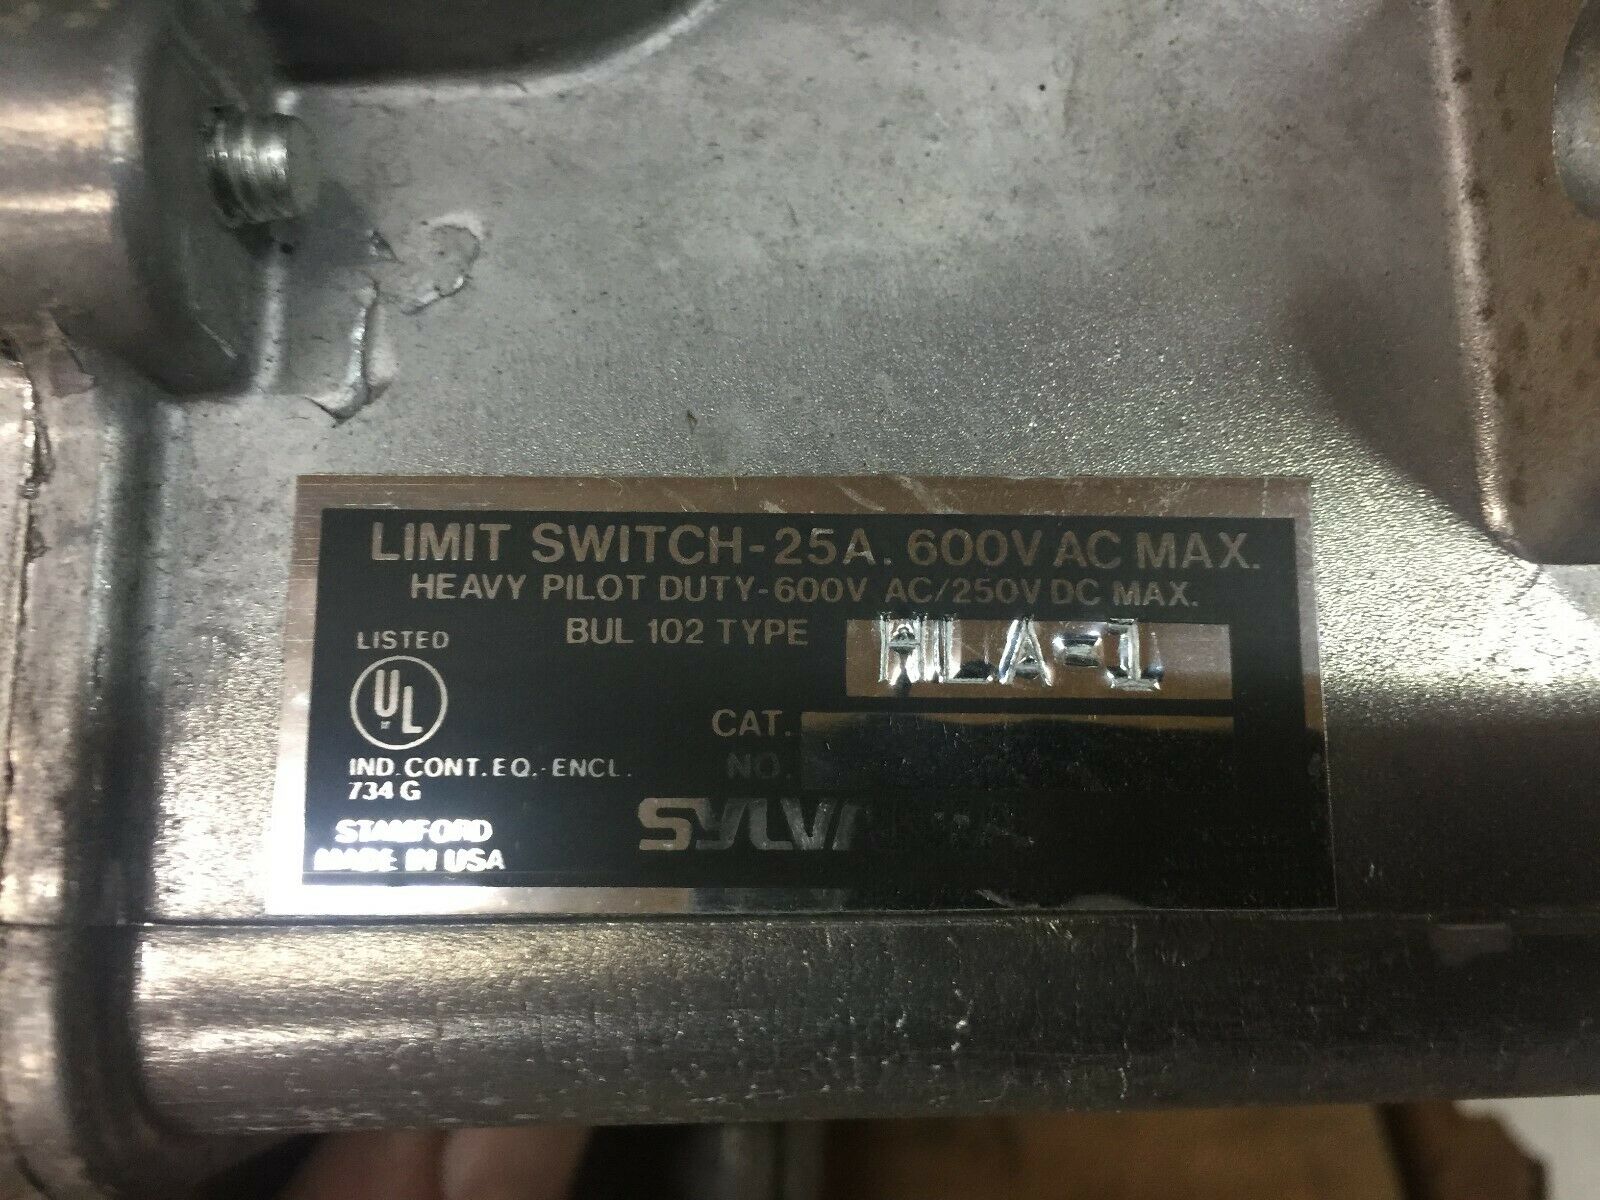 LIMIT SWITCH-25A. 600V AC MAX.
HEAVY PILOT DUTY-600V AC/250V DC MAX.
BUL 102 TYPE HLA-1
LISTED
UL
CAT.
NO.
IND. CONT. EQ.-ENCL.
734 G
SYLVANIA
STAMFORD
MADE IN USA